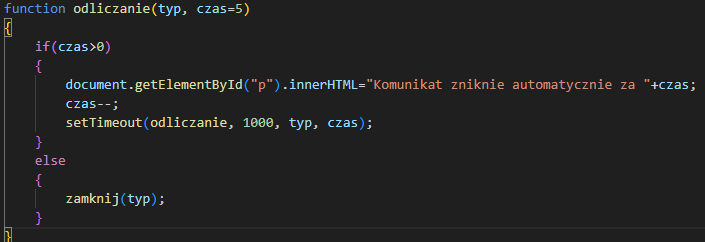 function odliczanie(typ, czas=5)
{
if(czas>0)
{
document.getElementById("p").innerHTML="Komunikat zniknie automatycznie za "+czas;
czas--;
setTimeout(odliczanie, 1000, typ, czas);
}
else
{
zamknij(typ);
}
}